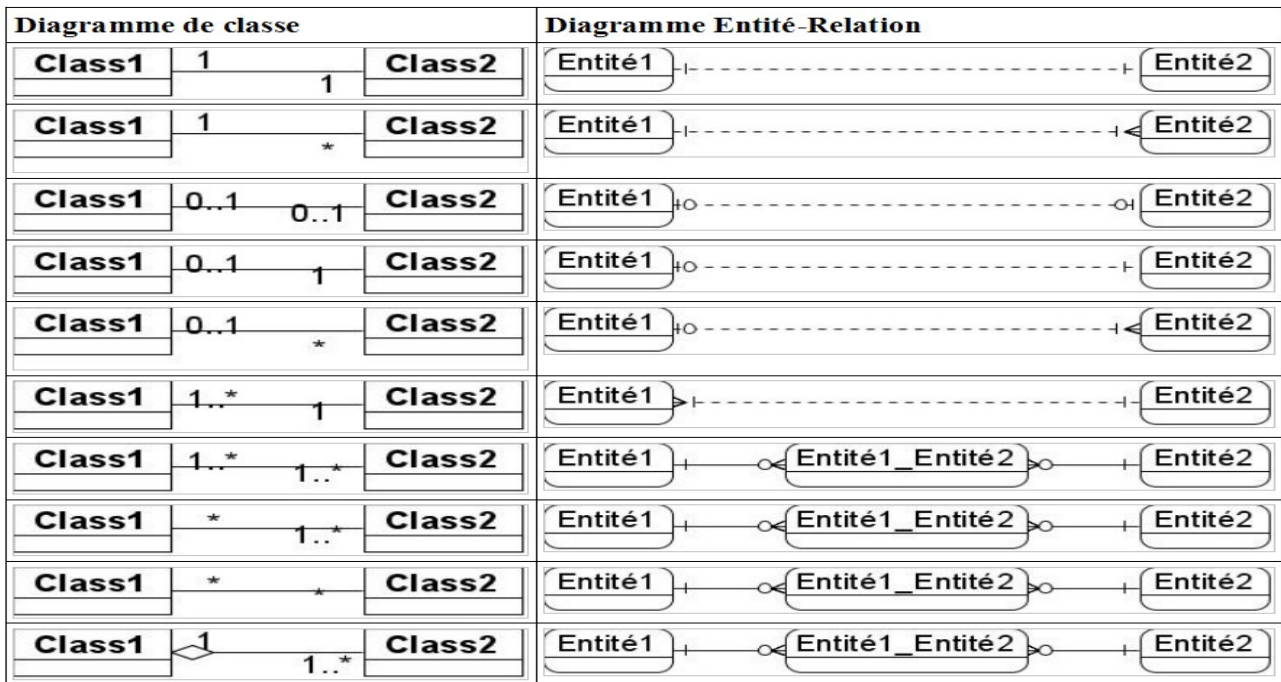 Diagramme de classe Diagramme Entité-Relation
Class1 1 1 Class2 Entité1 Entité2
Class1 1 * Class2 Entité1 Entité2
Class1 0..1 0..1 Class2 Entité1 Entité2
Class1 0..1 1 Class2 Entité1 Entité2
Class1 0..1 * Class2 Entité1 Entité2
Class1 1..* 1 Class2 Entité1 Entité2
Class1 1..* 1..* Class2 Entité1 Entité1_Entité2 Entité2
Class1 * 1..* Class2 Entité1 Entité1_Entité2 Entité2
Class1 * * Class2 Entité1 Entité1_Entité2 Entité2
Class1 1 1..* Class2 Entité1 Entité1_Entité2 Entité2